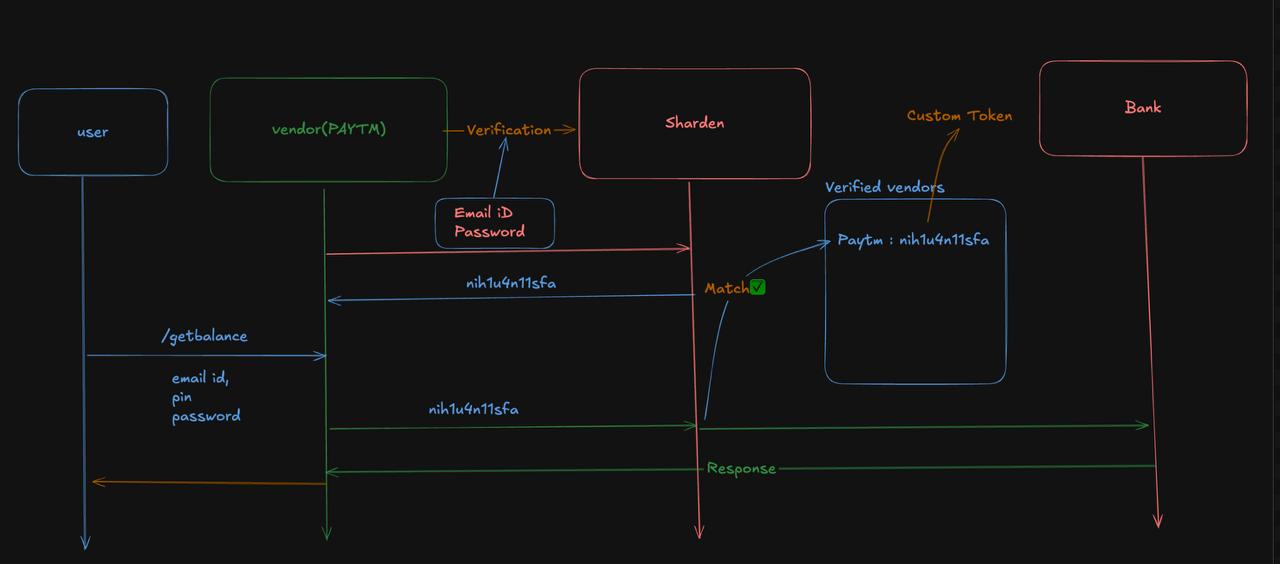 user
vendor(PAYTM)
Verification
Sharden
Custom Token
Bank
Email iD
Password
Verified vendors
Paytm : nih1u4n11sfa
nih1u4n11sfa
Match✅
/getbalance
email id,
pin
password
nih1u4n11sfa
Response